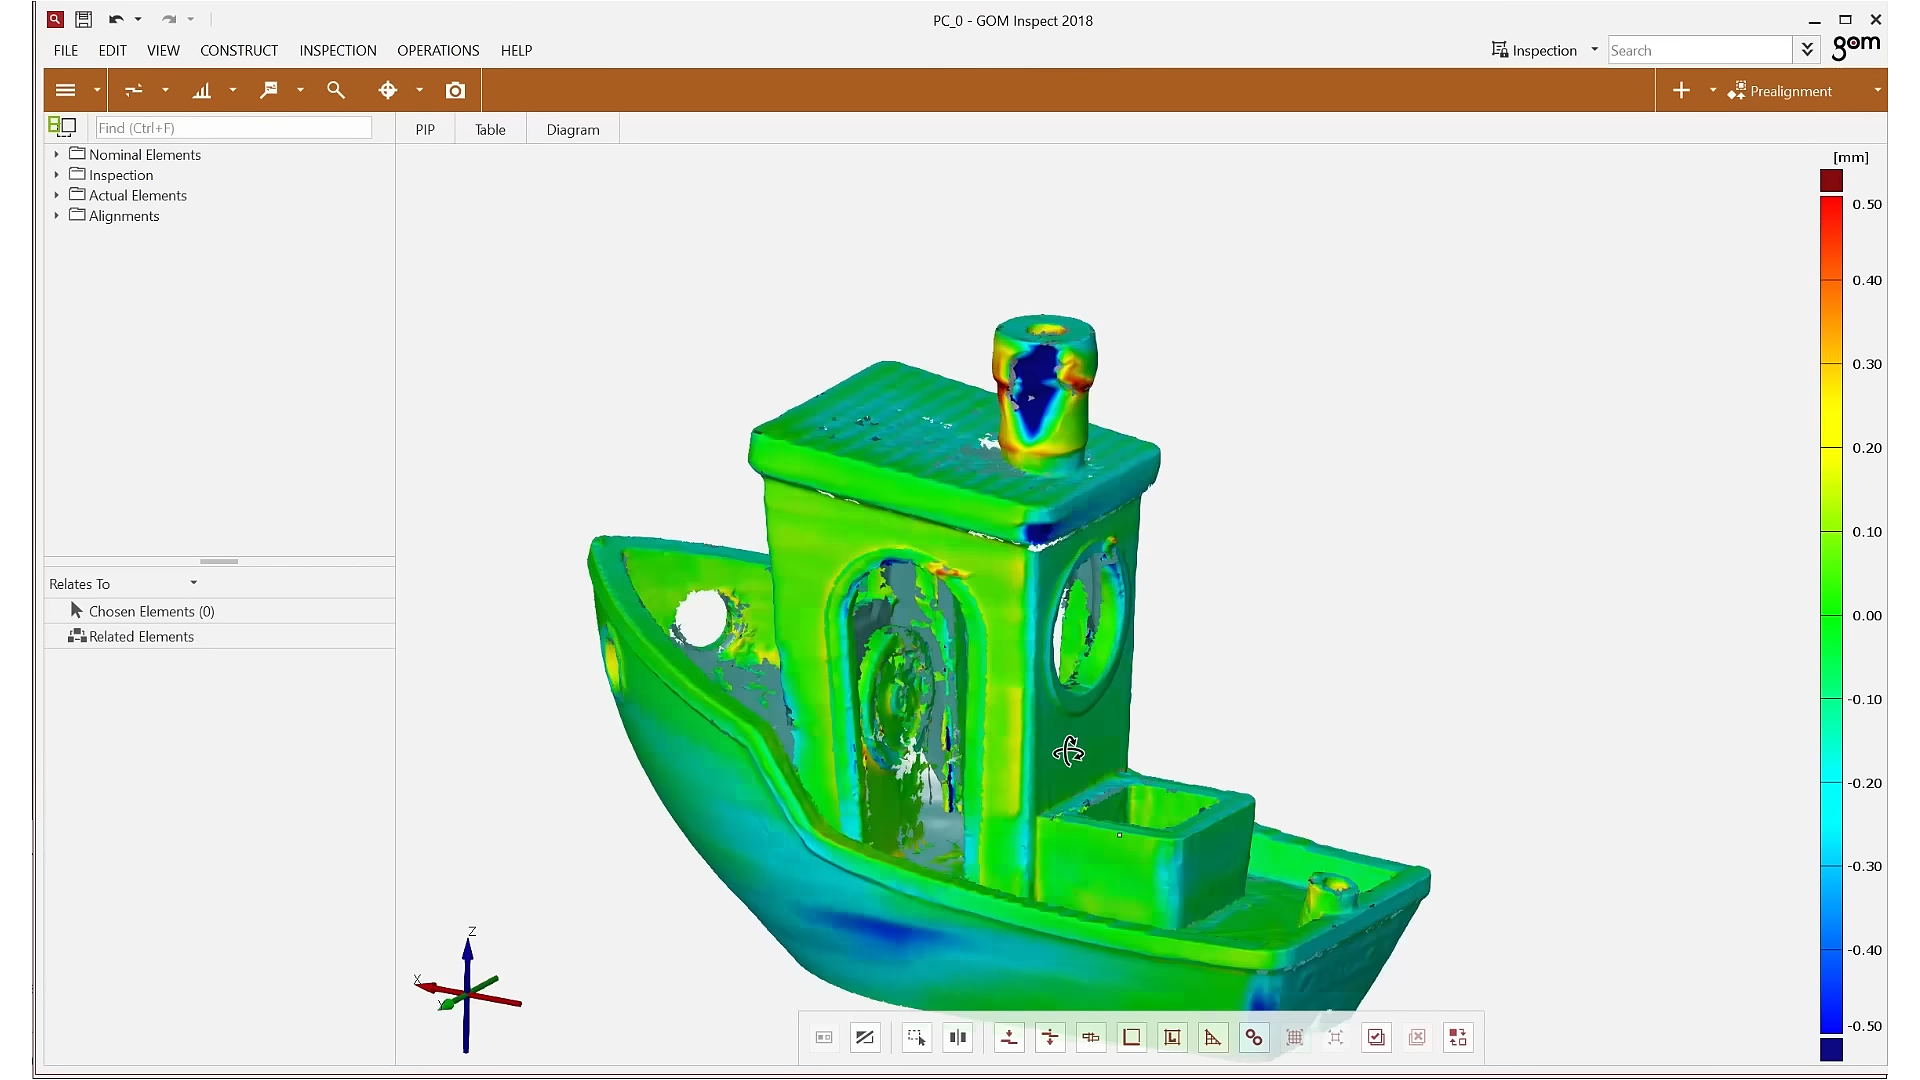 PC_0 - GOM Inspect 2018
FILE EDIT VIEW CONSTRUCT INSPECTION OPERATIONS HELP
Inspection
Search
gom
Prealignment
Find (Ctrl+F)
PIP Table Diagram
Nominal Elements
Inspection
Actual Elements
Alignments
Relates To
Chosen Elements (0)
Related Elements
[mm]
0.50
0.40
0.30
0.20
0.10
0.00
-0.10
-0.20
-0.30
-0.40
-0.50
Z
X
Y